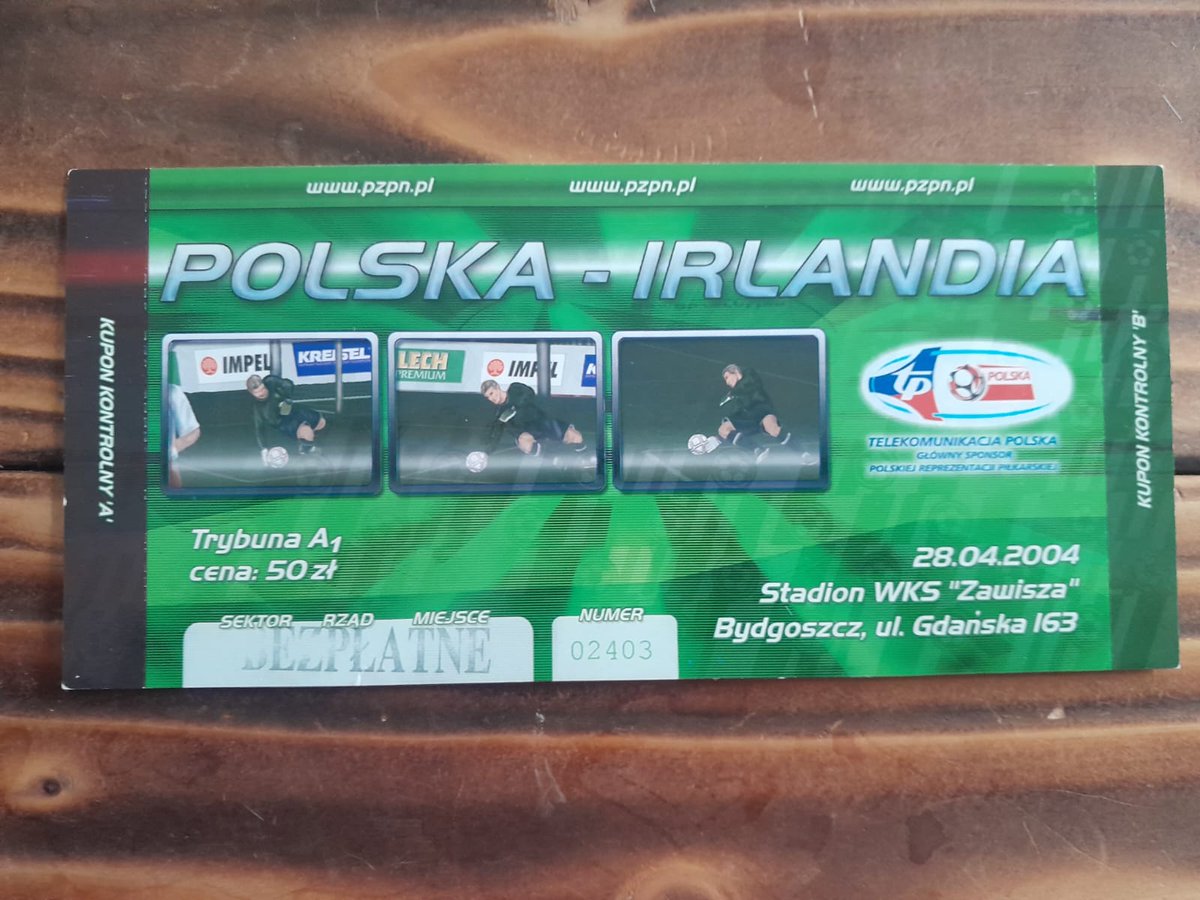 www.pzpn.pl www.pzpn.pl www.pzpn.pl
POLSKA - IRLANDIA
KUPON KONTROLNY 'A'
IMPEL KREISEL
LECH PREMIUM IMPEL K
TP POLSKA
TELEKOMUNIKACJA POLSKA
GŁÓWNY SPONSOR
POLSKIEJ REPREZENTACJI PIŁKARSKIEJ
KUPON KONTROLNY 'B'
Trybuna A1
cena: 50 zł
28.04.2004
Stadion WKS "Zawisza"
Bydgoszcz, ul. Gdańska 163
SEKTOR RZĄD MIEJSCE NUMER
BEZPŁATNE 02403